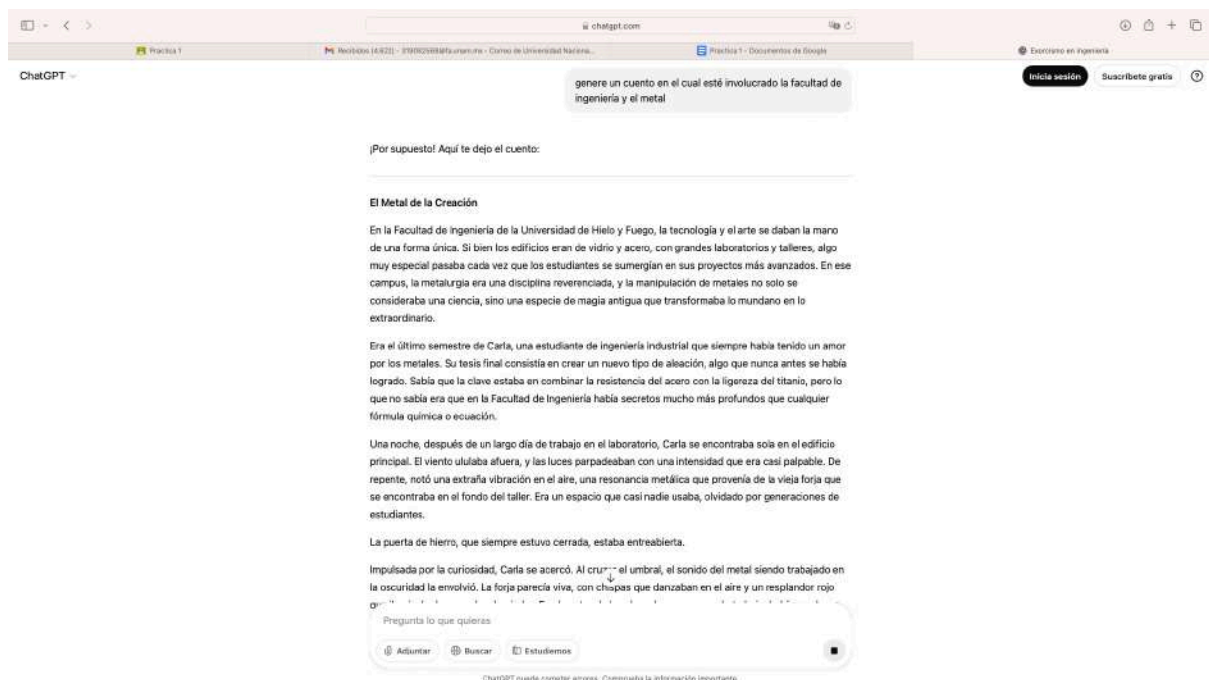 chatgpt.com
Practica 1
Practica 1 - Documentos de Google
Exorcismo en ingeniería
ChatGPT
genere un cuento en el cual esté involucrado la facultad de
ingeniería y el metal
Inicia sesión
Suscríbete gratis
¡Por supuesto! Aquí te dejo el cuento:
El Metal de la Creación
En la Facultad de Ingeniería de la Universidad de Hielo y Fuego, la tecnología y el arte se daban la mano
de una forma única. Si bien los edificios eran de vidrio y acero, con grandes laboratorios y talleres, algo
muy especial pasaba cada vez que los estudiantes se sumergían en sus proyectos más avanzados. En ese
campus, la metalurgia era una disciplina reverenciada, y la manipulación de metales no solo se
consideraba una ciencia, sino una especie de magia antigua que transformaba lo mundano en lo
extraordinario.
Era el último semestre de Carla, una estudiante de ingeniería industrial que siempre había tenido un amor
por los metales. Su tesis final consistía en crear un nuevo tipo de aleación, algo que nunca antes se había
logrado. Sabía que la clave estaba en combinar la resistencia del acero con la ligereza del titanio, pero lo
que no sabía era que en la Facultad de Ingeniería había secretos mucho más profundos que cualquier
fórmula química o ecuación.
Una noche, después de un largo día de trabajo en el laboratorio, Carla se encontraba sola en el edificio
principal. El viento ululaba afuera, y las luces parpadeaban con una intensidad que era casi palpable. De
repente, notó una extraña vibración en el aire, una resonancia metálica que provenía de la vieja forja que
se encontraba en el fondo del taller. Era un espacio que casi nadie usaba, olvidado por generaciones de
estudiantes.
La puerta de hierro, que siempre estuvo cerrada, estaba entreabierta.
Impulsada por la curiosidad, Carla se acercó. Al cruzar el umbral, el sonido del metal siendo trabajado en
la oscuridad la envolvió. La forja parecía viva, con chispas que danzaban en el aire y un resplandor rojo
Pregunta lo que quieras
Adjuntar
Buscar
Estudiemos
ChatGPT puede cometer errores. Comprueba la información importante.